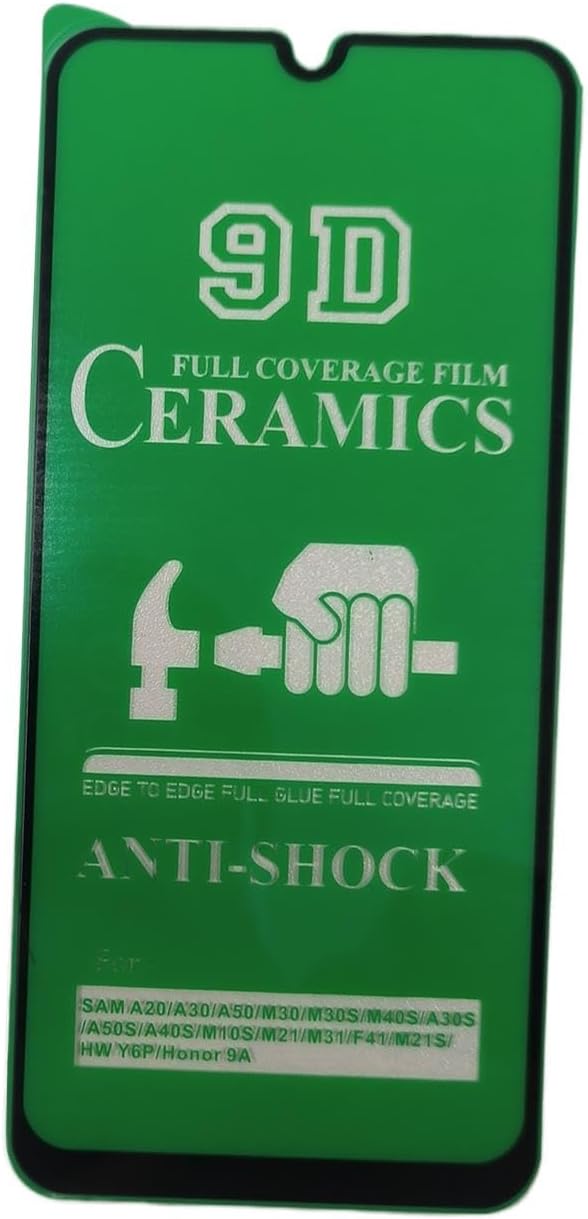 9D
FULL COVERAGE FILM
CERAMICS
EDGE TO EDGE FULL GLUE FULL COVERAGE
ANTI-SHOCK
For
SAM A20/A30/A50/M30/M30S/M40S/A30S
/A50S/A40S/M10S/M21/M31/F41/M21S/
HW Y6P/Honor 9A